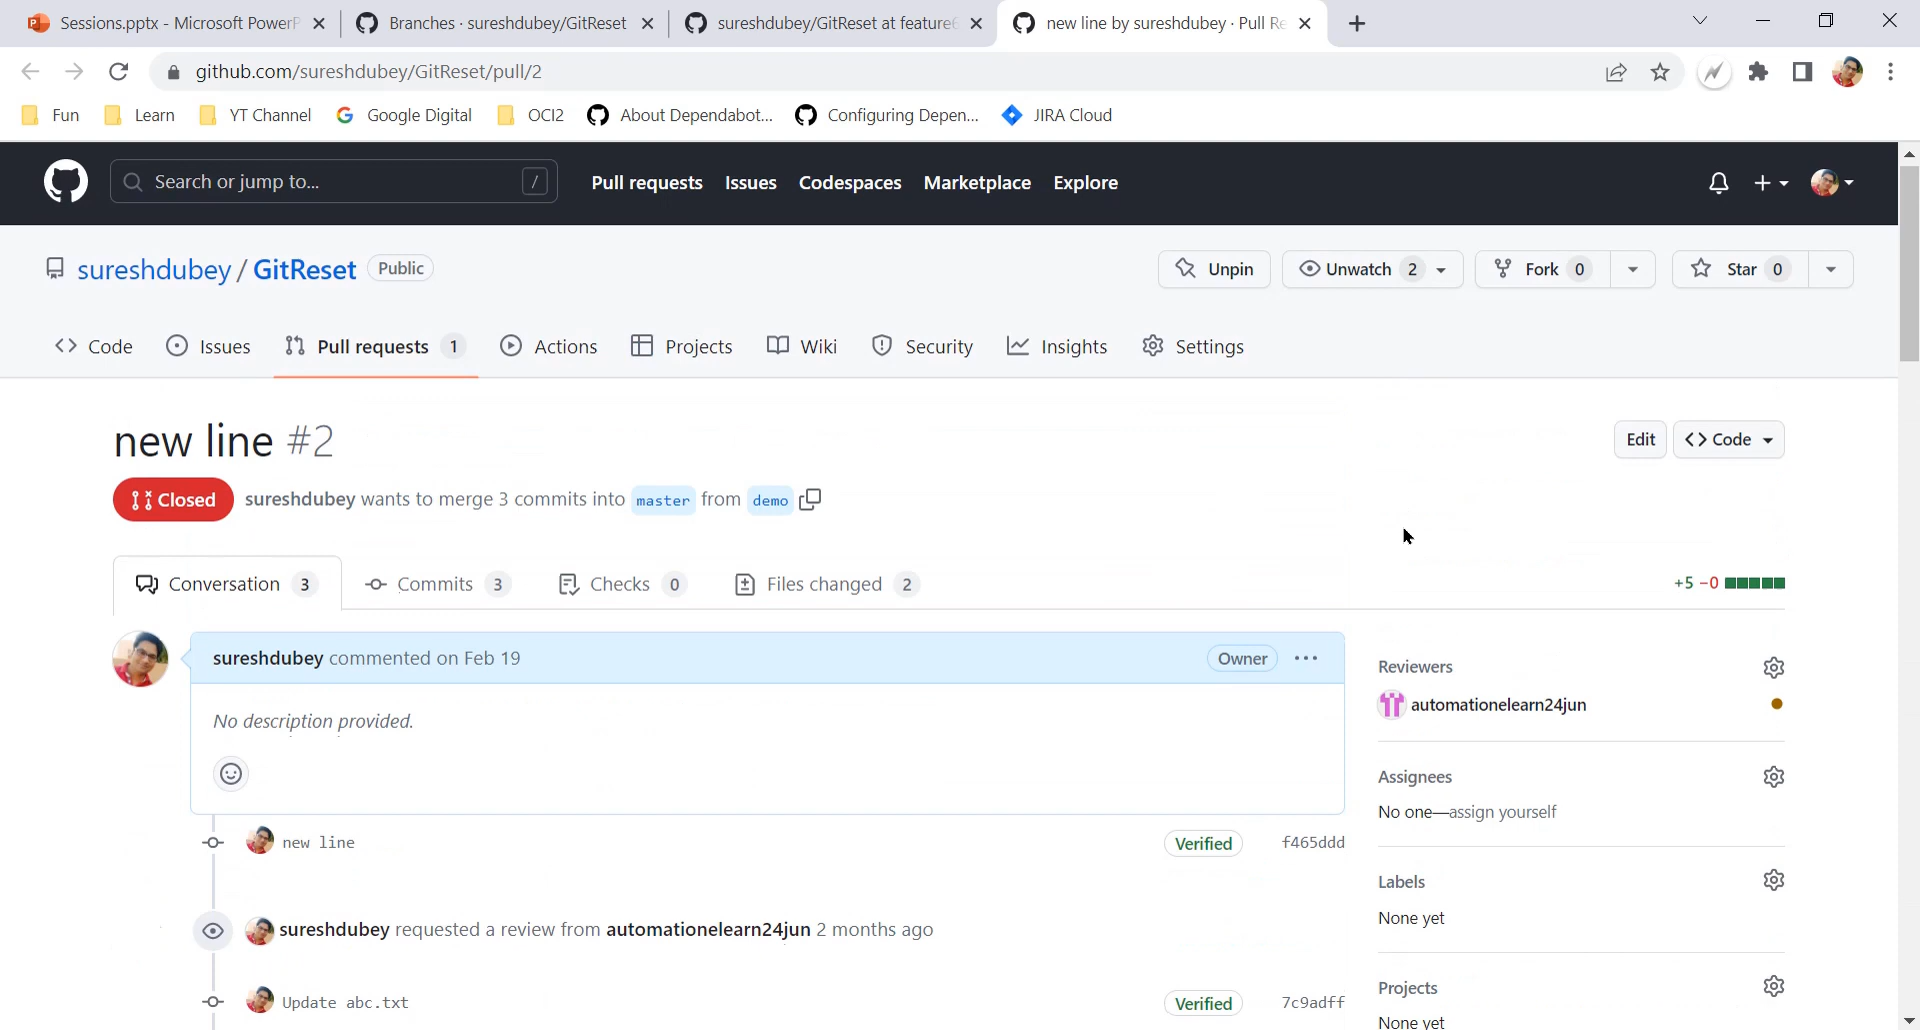 Sessions.pptx - Microsoft PowerP
Branches · sureshdubey/GitReset
sureshdubey/GitReset at feature6
new line by sureshdubey · Pull Re
github.com/sureshdubey/GitReset/pull/2
Fun
Learn
YT Channel
Google Digital
OCI2
About Dependabot...
Configuring Depen...
JIRA Cloud
Search or jump to...
/
Pull requests
Issues
Codespaces
Marketplace
Explore
sureshdubey / GitReset
Public
Unpin
Unwatch 2
Fork 0
Star 0
Code
Issues
Pull requests 1
Actions
Projects
Wiki
Security
Insights
Settings
new line #2
Edit
<> Code
Closed
sureshdubey wants to merge 3 commits into master from demo
Conversation 3
Commits 3
Checks 0
Files changed 2
+5 −0
sureshdubey commented on Feb 19
Owner
...
No description provided.
Reviewers
automationelearn24jun
Assignees
No one—assign yourself
new line
Verified
f465ddd
Labels
None yet
sureshdubey requested a review from automationelearn24jun 2 months ago
Update abc.txt
Verified
7c9adff
Projects
None yet